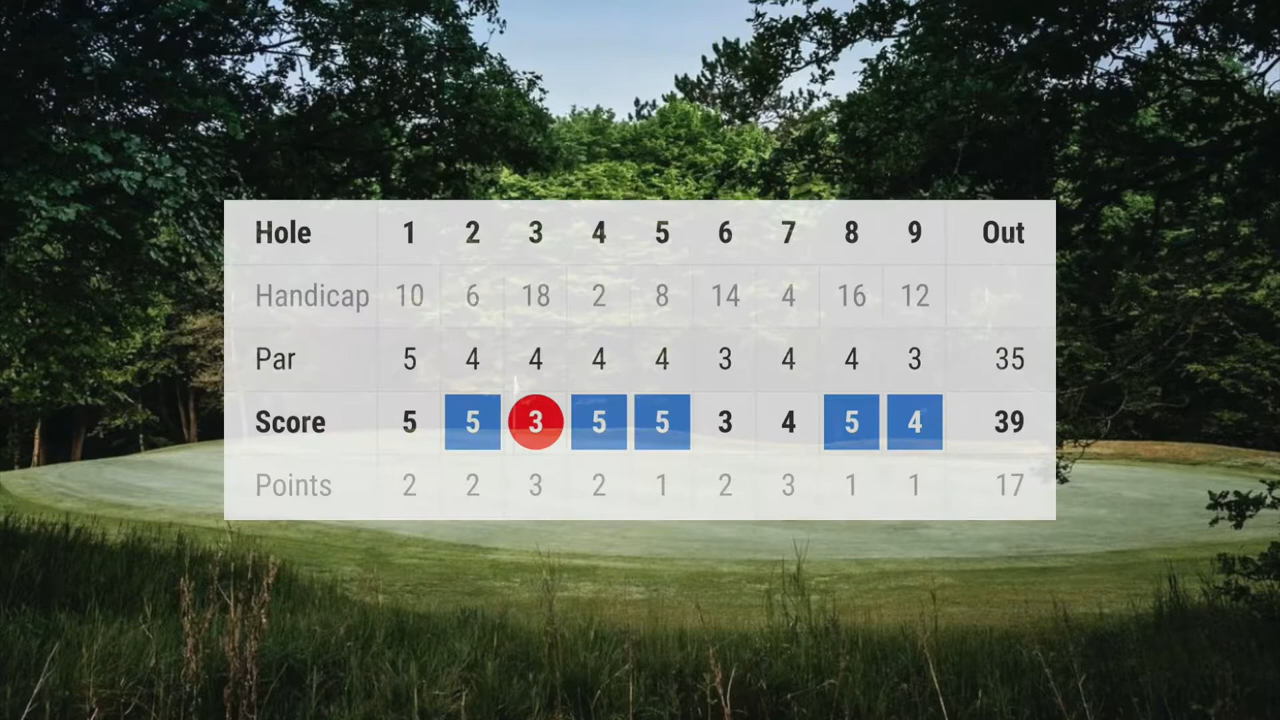 Hole 1 2 3 4 5 6 7 8 9 Out
Handicap 10 6 18 2 8 14 4 16 12
Par 5 4 4 4 4 3 4 4 3 35
Score 5 5 3 5 5 3 4 5 4 39
Points 2 2 3 2 1 2 3 1 1 17